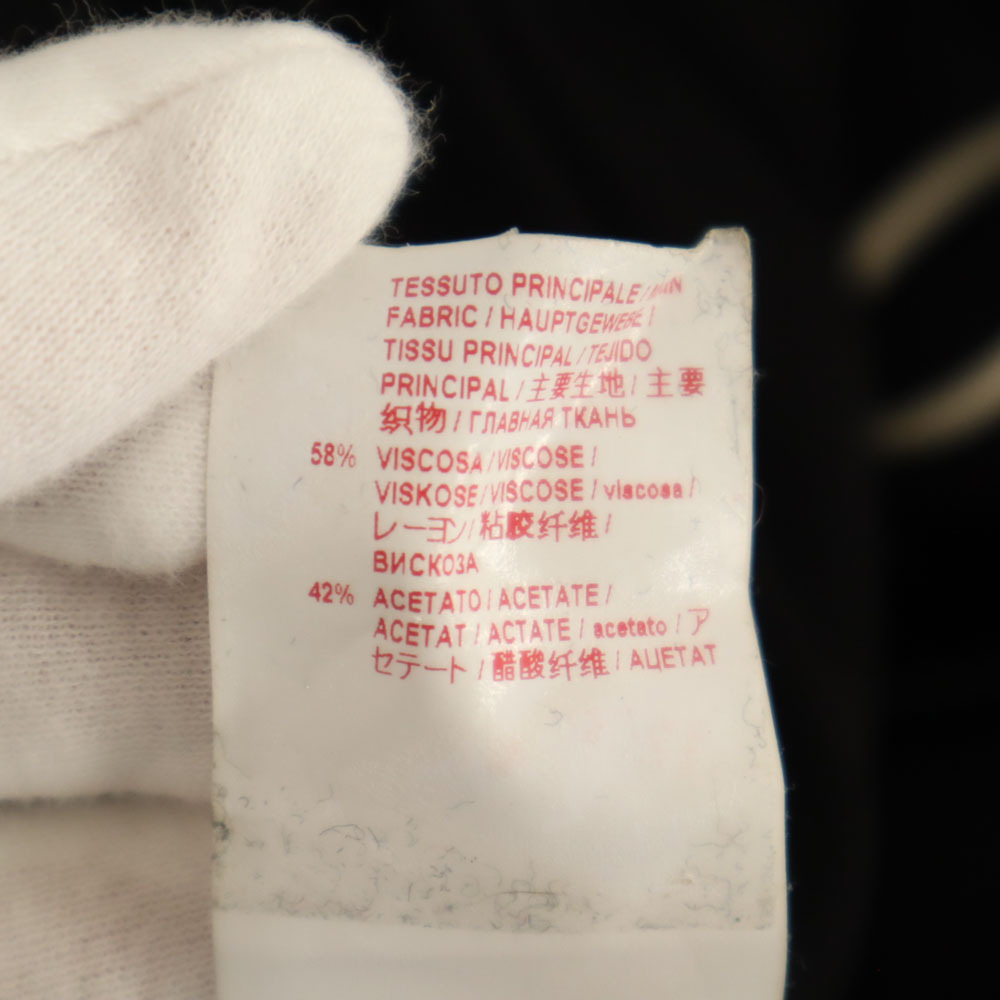 TESSUTO PRINCIPALE / MAIN
FABRIC / HAUPTGEWEBE /
TISSU PRINCIPAL / TEJIDO
PRINCIPAL / 主要生地 / 主要
织物 / ГЛАВНАЯ ТКАНЬ
58% VISCOSA / VISCOSE /
VISKOSE / VISCOSE / viscosa /
レーヨン / 粘胶纤维 /
ВИСКОЗА
42% ACETATO / ACETATE /
ACETAT / ACTATE / acetato / ア
セテート / 醋酸纤维 / АЦЕТАТ